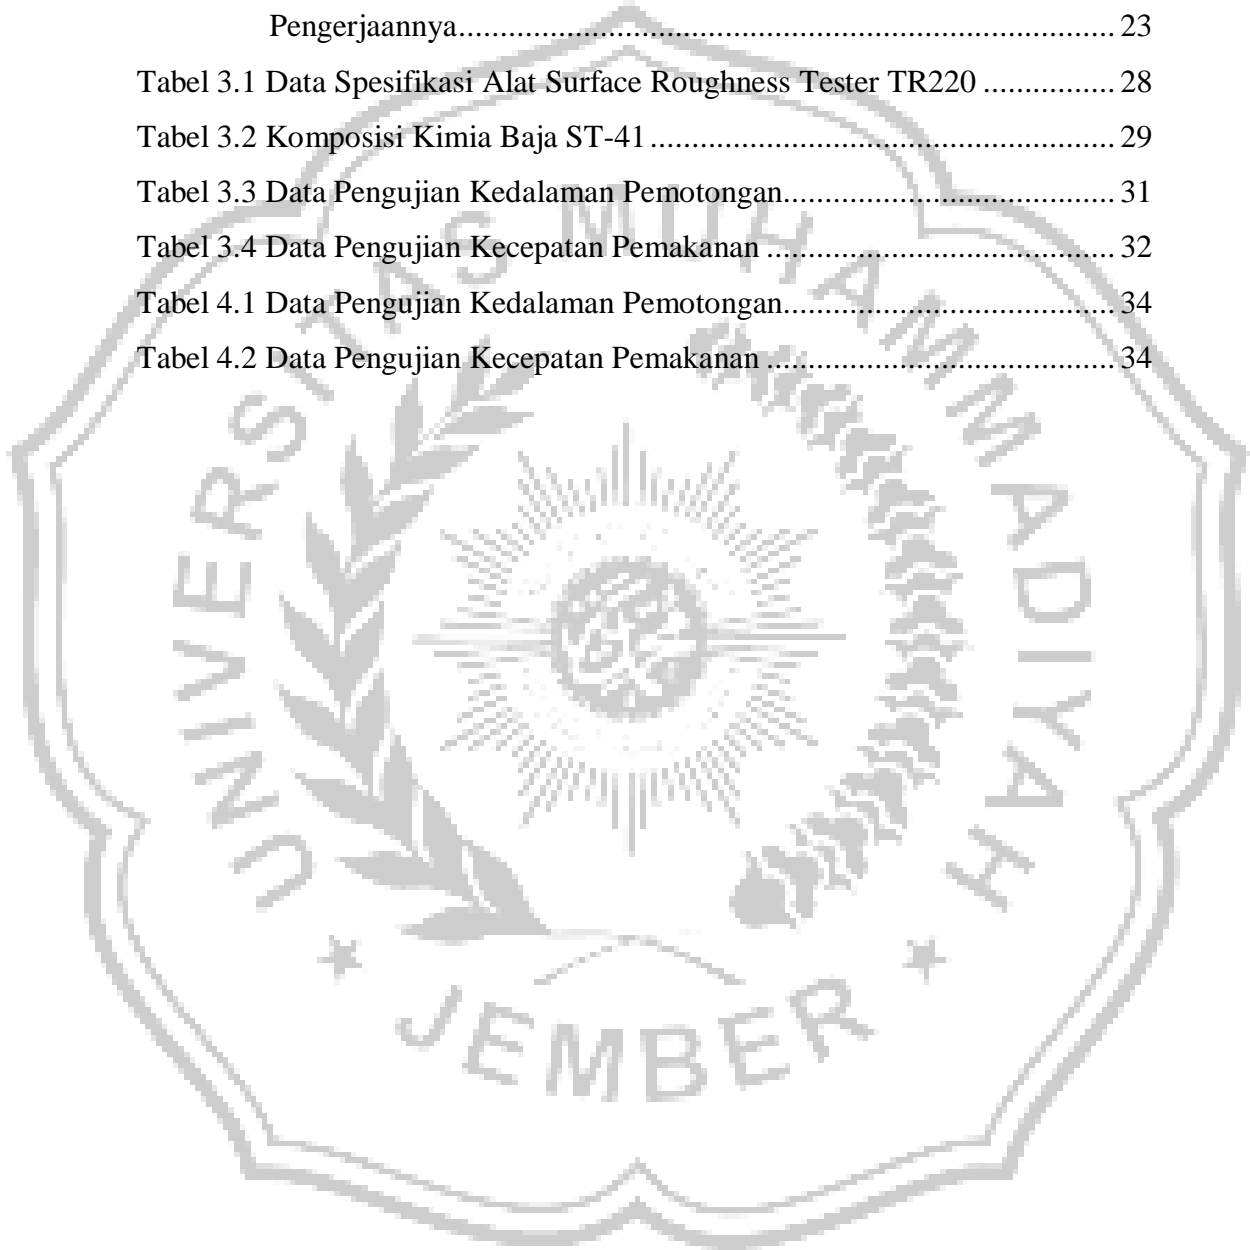 Pengerjaannya.................................................................................. 23
Tabel 3.1 Data Spesifikasi Alat Surface Roughness Tester TR220 ................ 28
Tabel 3.2 Komposisi Kimia Baja ST-41 .......................................................... 29
Tabel 3.3 Data Pengujian Kedalaman Pemotongan......................................... 31
Tabel 3.4 Data Pengujian Kecepatan Pemakanan ........................................... 32
Tabel 4.1 Data Pengujian Kedalaman Pemotongan......................................... 34
Tabel 4.2 Data Pengujian Kecepatan Pemakanan ........................................... 34
UNIVERSITAS MUHAMMADIYAH
JEMBER